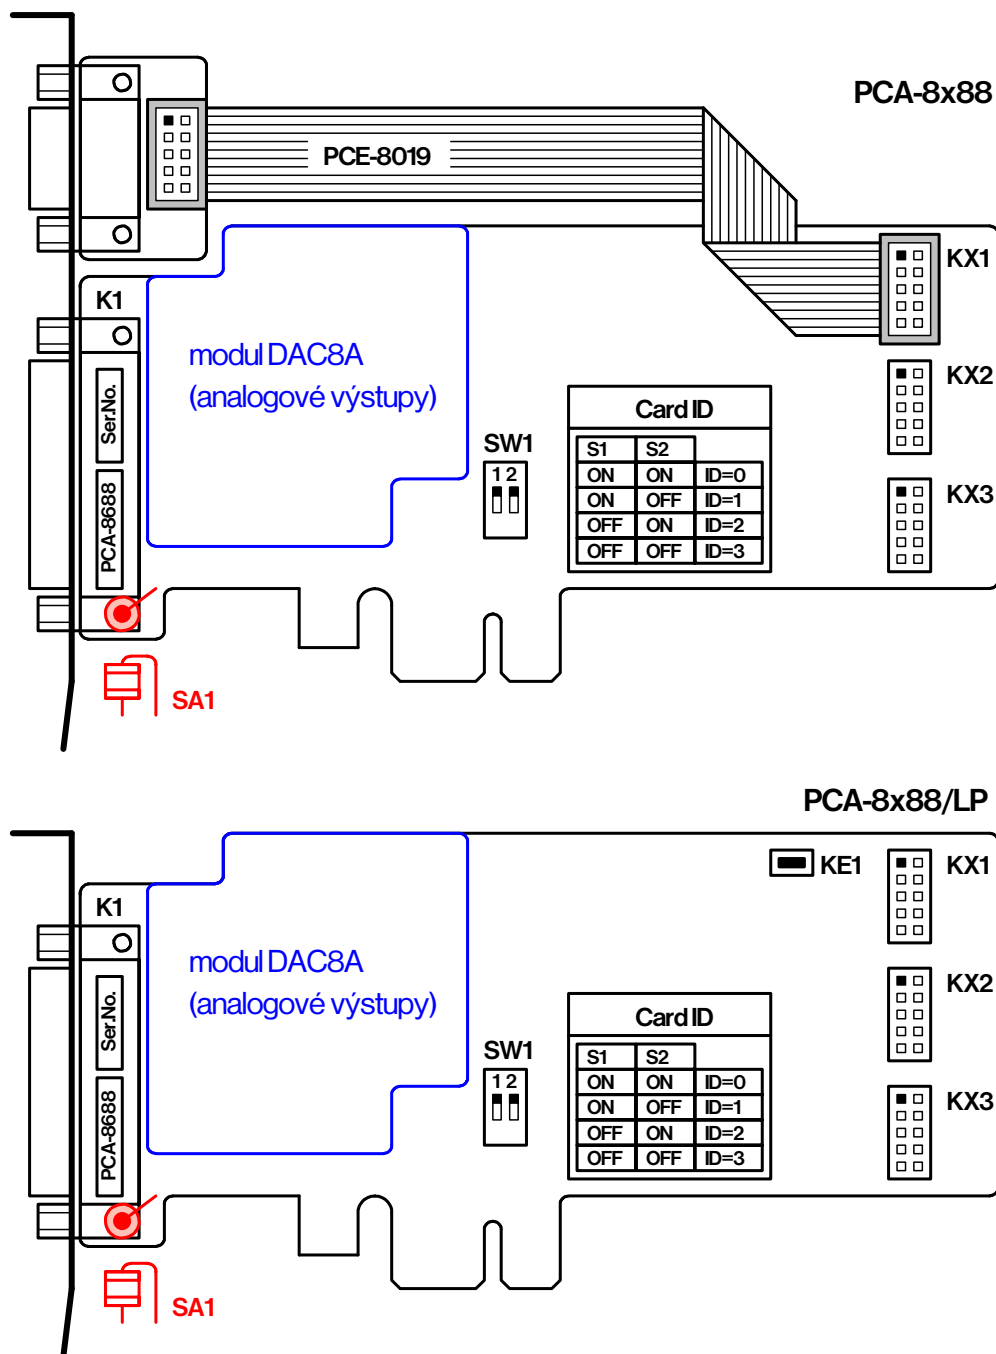 PCA-8x88
PCE-8019
KX1
K1
modul DAC8A
(analogové výstupy)
KX2
Card ID
Ser.No.
SW1
S1 S2
1 2
ON ON ID=0
KX3
ON OFF ID=1
PCA-8688
OFF ON ID=2
OFF OFF ID=3
SA1
PCA-8x88/LP
KE1
KX1
K1
modul DAC8A
(analogové výstupy)
KX2
Ser.No.
Card ID
SW1
S1 S2
1 2
ON ON ID=0
KX3
ON OFF ID=1
PCA-8688
OFF ON ID=2
OFF OFF ID=3
SA1